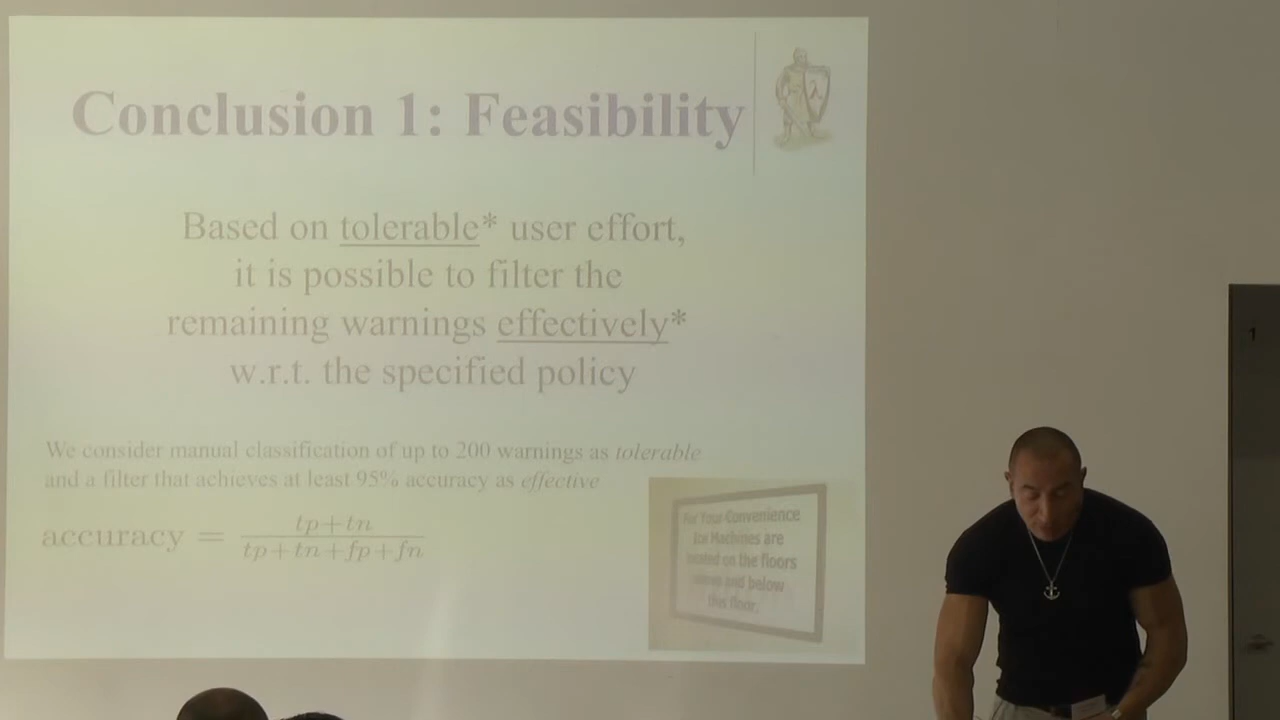 Conclusion 1: Feasibility
λ
Based on tolerable* user effort,
it is possible to filter the
remaining warnings effectively*
w.r.t. the specified policy
We consider manual classification of up to 200 warnings as tolerable
and a filter that achieves at least 95% accuracy as effective
accuracy = tp+tn / tp+tn+fp+fn
For Your Convenience
Ice Machines are
located on the floors
above and below
this floor.
1